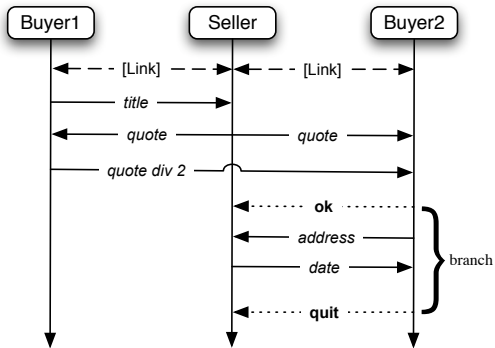 Buyer1 Seller Buyer2
[Link] [Link]
title
quote quote
quote div 2
ok
address
branch
date
quit